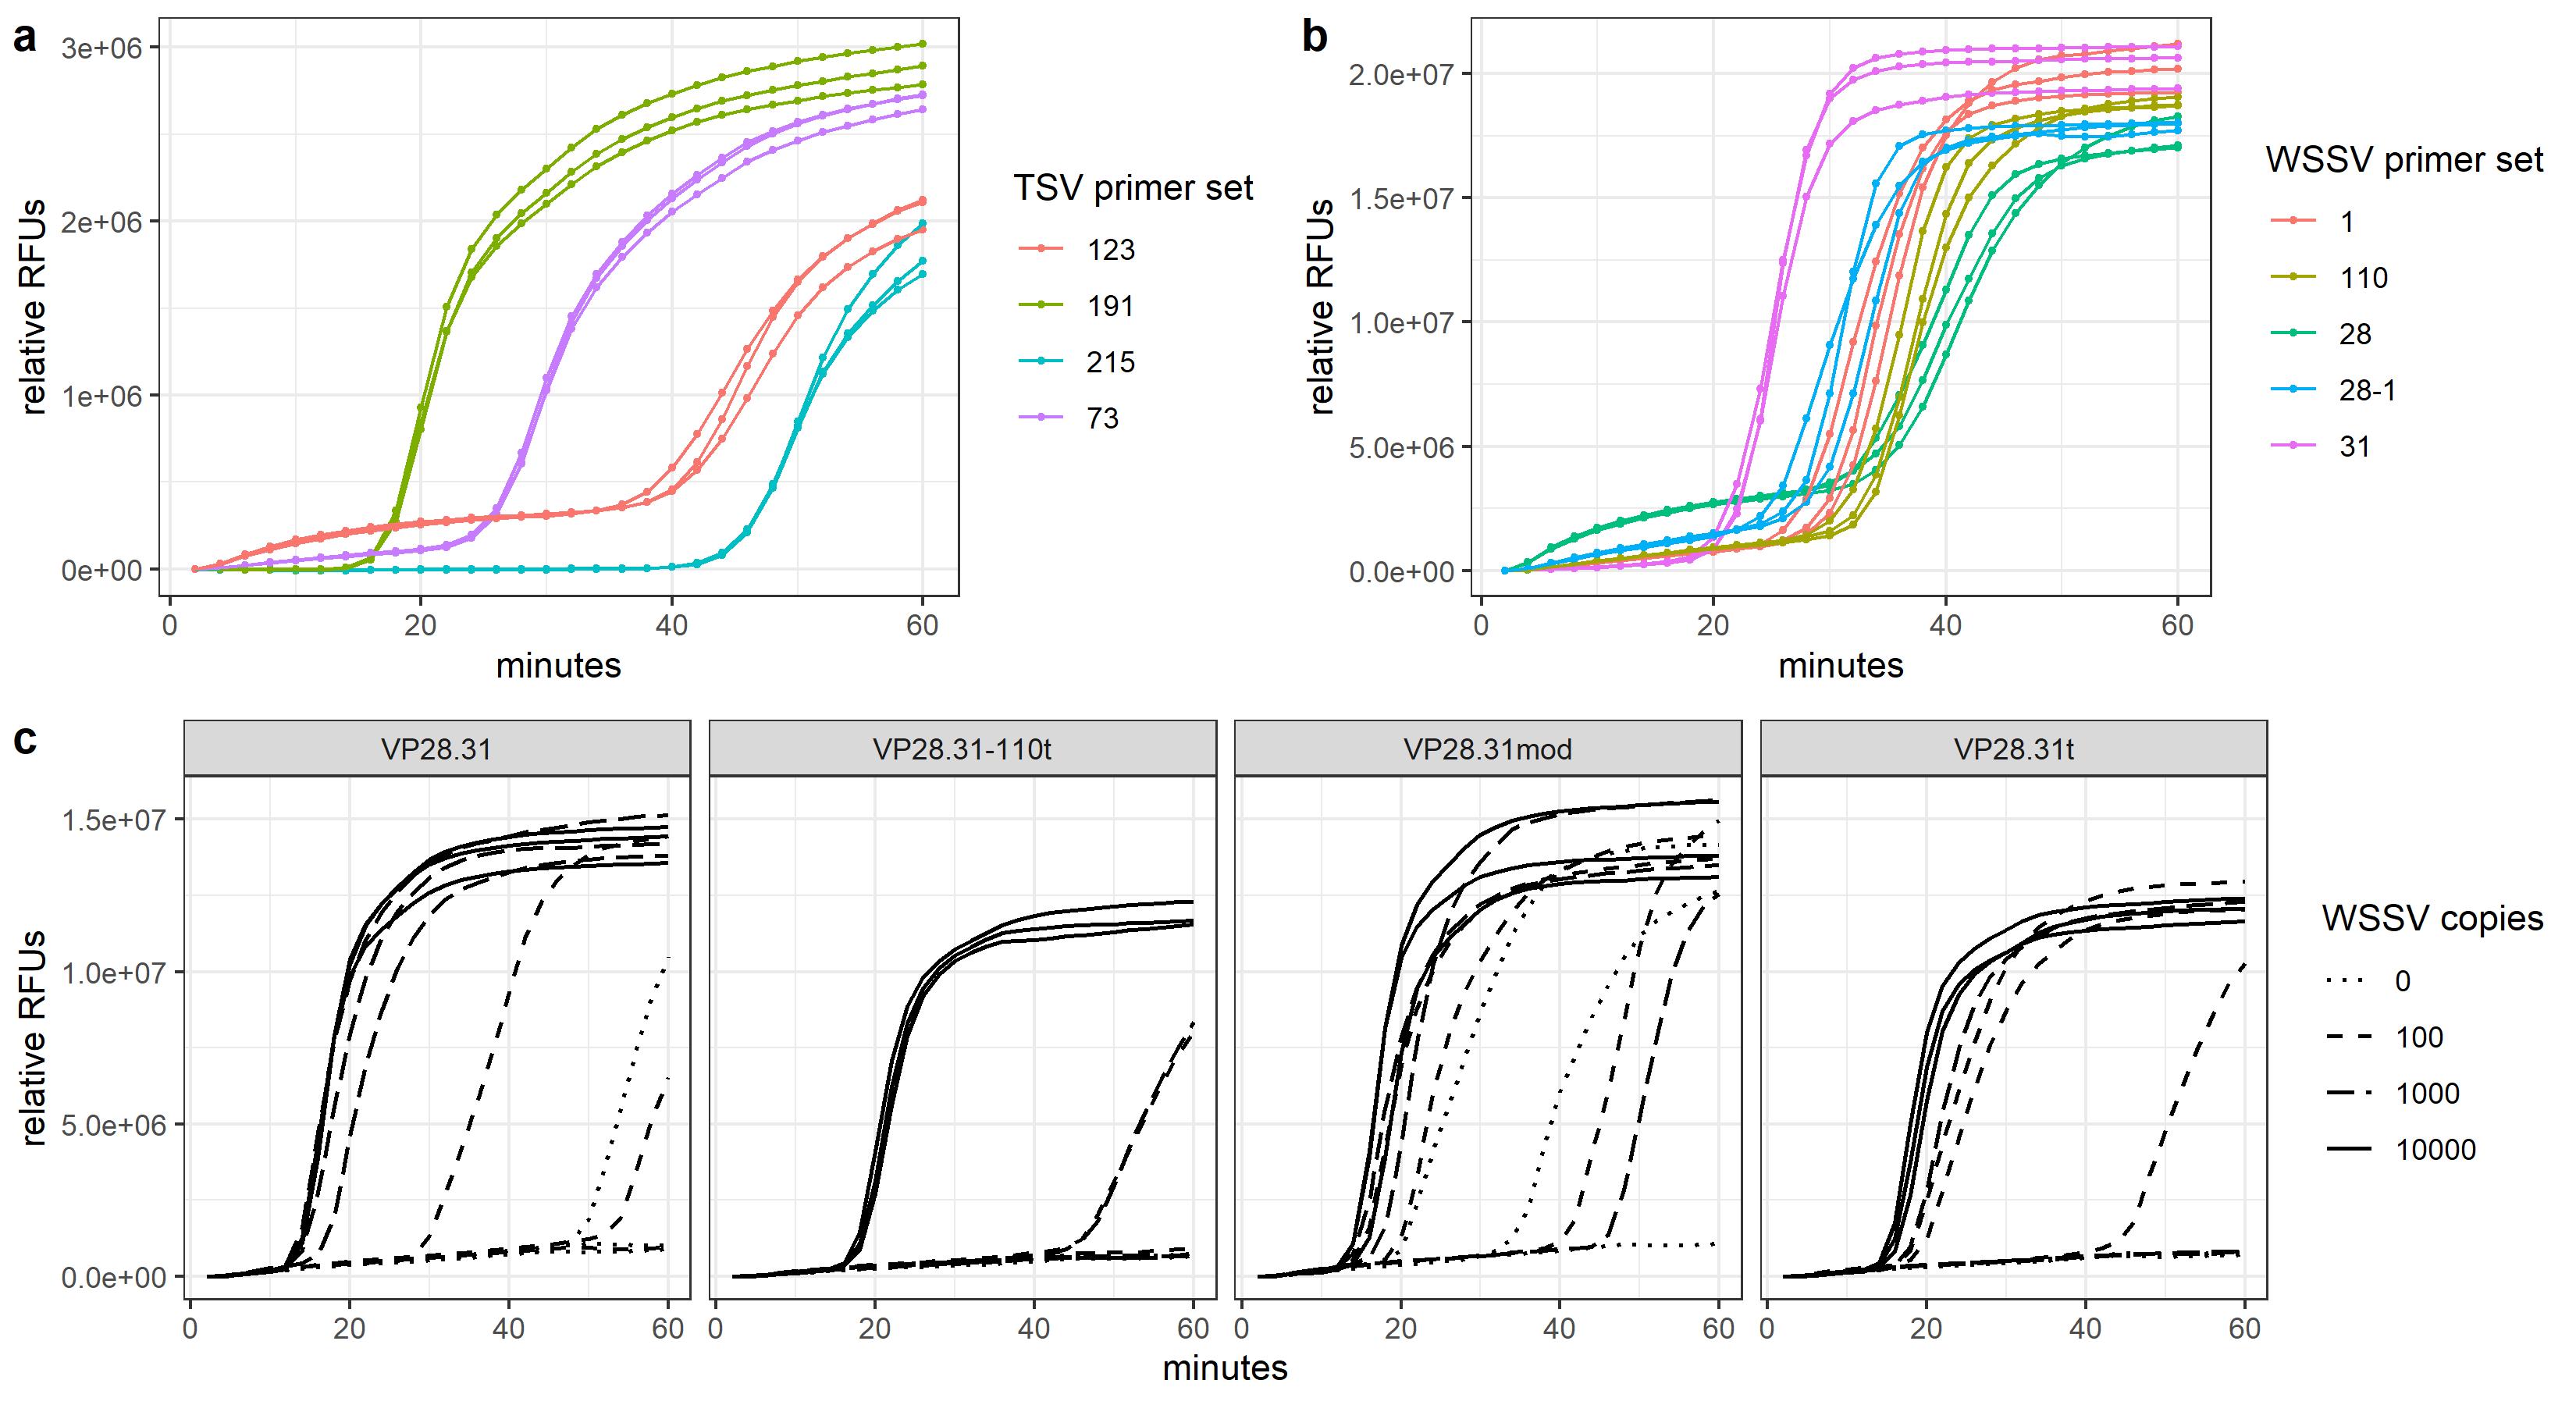 a
3e+06
2e+06
1e+06
0e+00
relative RFUs
0 20 40 60
minutes
TSV primer set
123
191
215
73
b
2.0e+07
1.5e+07
1.0e+07
5.0e+06
0.0e+00
relative RFUs
0 20 40 60
minutes
WSSV primer set
1
110
28
28-1
31
c
VP28.31 VP28.31-110t VP28.31mod VP28.31t
1.5e+07
1.0e+07
5.0e+06
0.0e+00
relative RFUs
0 20 40 60 0 20 40 60 0 20 40 60 0 20 40 60
minutes
WSSV copies
0
100
1000
10000